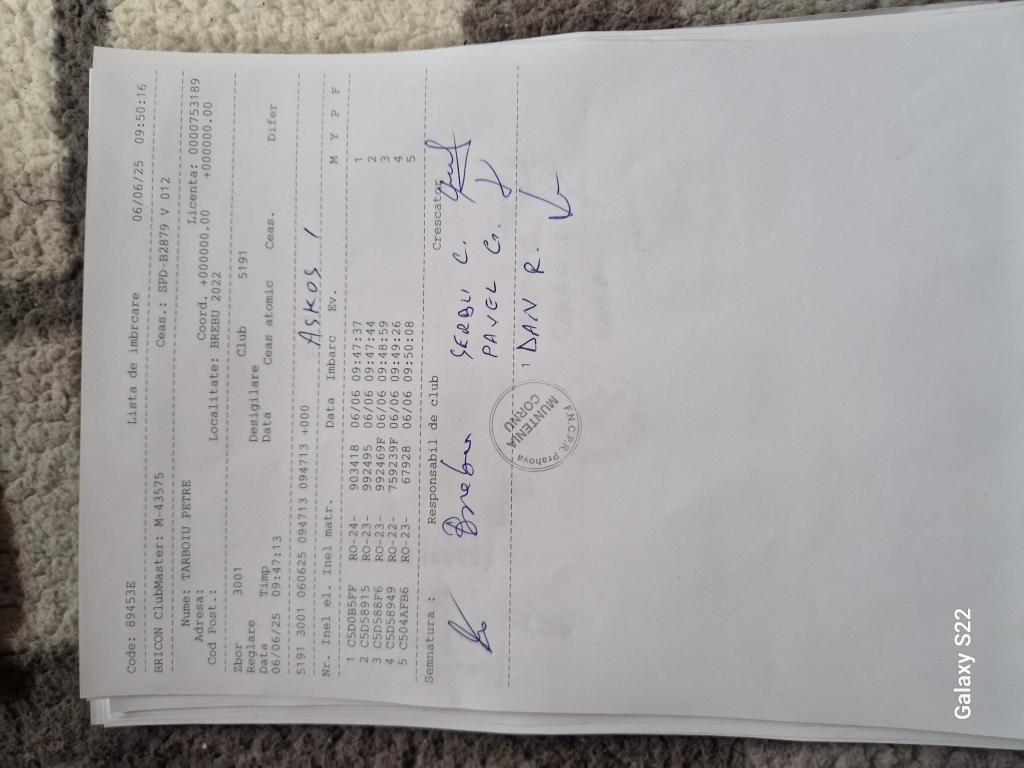 Code: 89453E Lista de imbrcare 06/06/25 09:50:16
BRICON ClubMaster: M-43575 Ceas.: SPD-B2879 V 012
Nume: TARBOIU PETRE Licenta: 0000753189
Adresa: Coord. +000000.00 +000000.00
Cod Post.: Localitate: BREBU 2022
Zbor 3001 Club 5191
Reglare Desigilare
Data Timp Data Ceas atomic Ceas. Difer
06/06/25 09:47:13
5191 3001 060625 094713 094713 +000 ASKOS 1
Nr. Inel el. Inel matr. Data Imbarc Ev. M Y P F
1 C5D0B5FF RO-24- 903418 06/06 09:47:37 1
2 C5D58915 RO-23- 992495 06/06 09:47:44 2
3 C5D588F6 RO-23- 992469F 06/06 09:48:59 3
4 C5D58949 RO-22- 759239F 06/06 09:49:26 4
5 C504AFB6 RO-23- 67928 06/06 09:50:08 5
Semnatura : Responsabil de club Crescator
SERBU C.
PAVEL G.
1 DAN R.
F.N.C.P.R. Prahova
MUNTENIA
CORNU
Galaxy S22